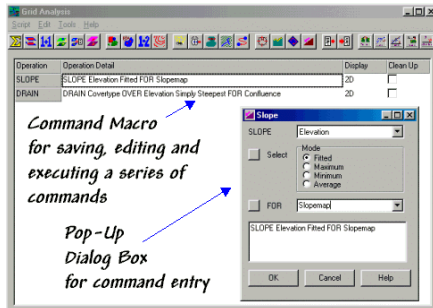 Grid Analysis
Script Edit Tools Help
Operation Operation Detail Display Clean Up
SLOPE SLOPE Elevation Fitted FOR Slopemap 2D
DRAIN DRAIN Covertype OVER Elevation Simply Steepest FOR Confluence 2D
Command Macro
for saving, editing and
executing a series of
commands
Pop-Up
Dialog Box
for command entry
Slope
SLOPE Elevation
Select Mode
Fitted
Maximum
Minimum
Average
FOR Slopemap
SLOPE Elevation Fitted FOR Slopemap
OK Cancel Help